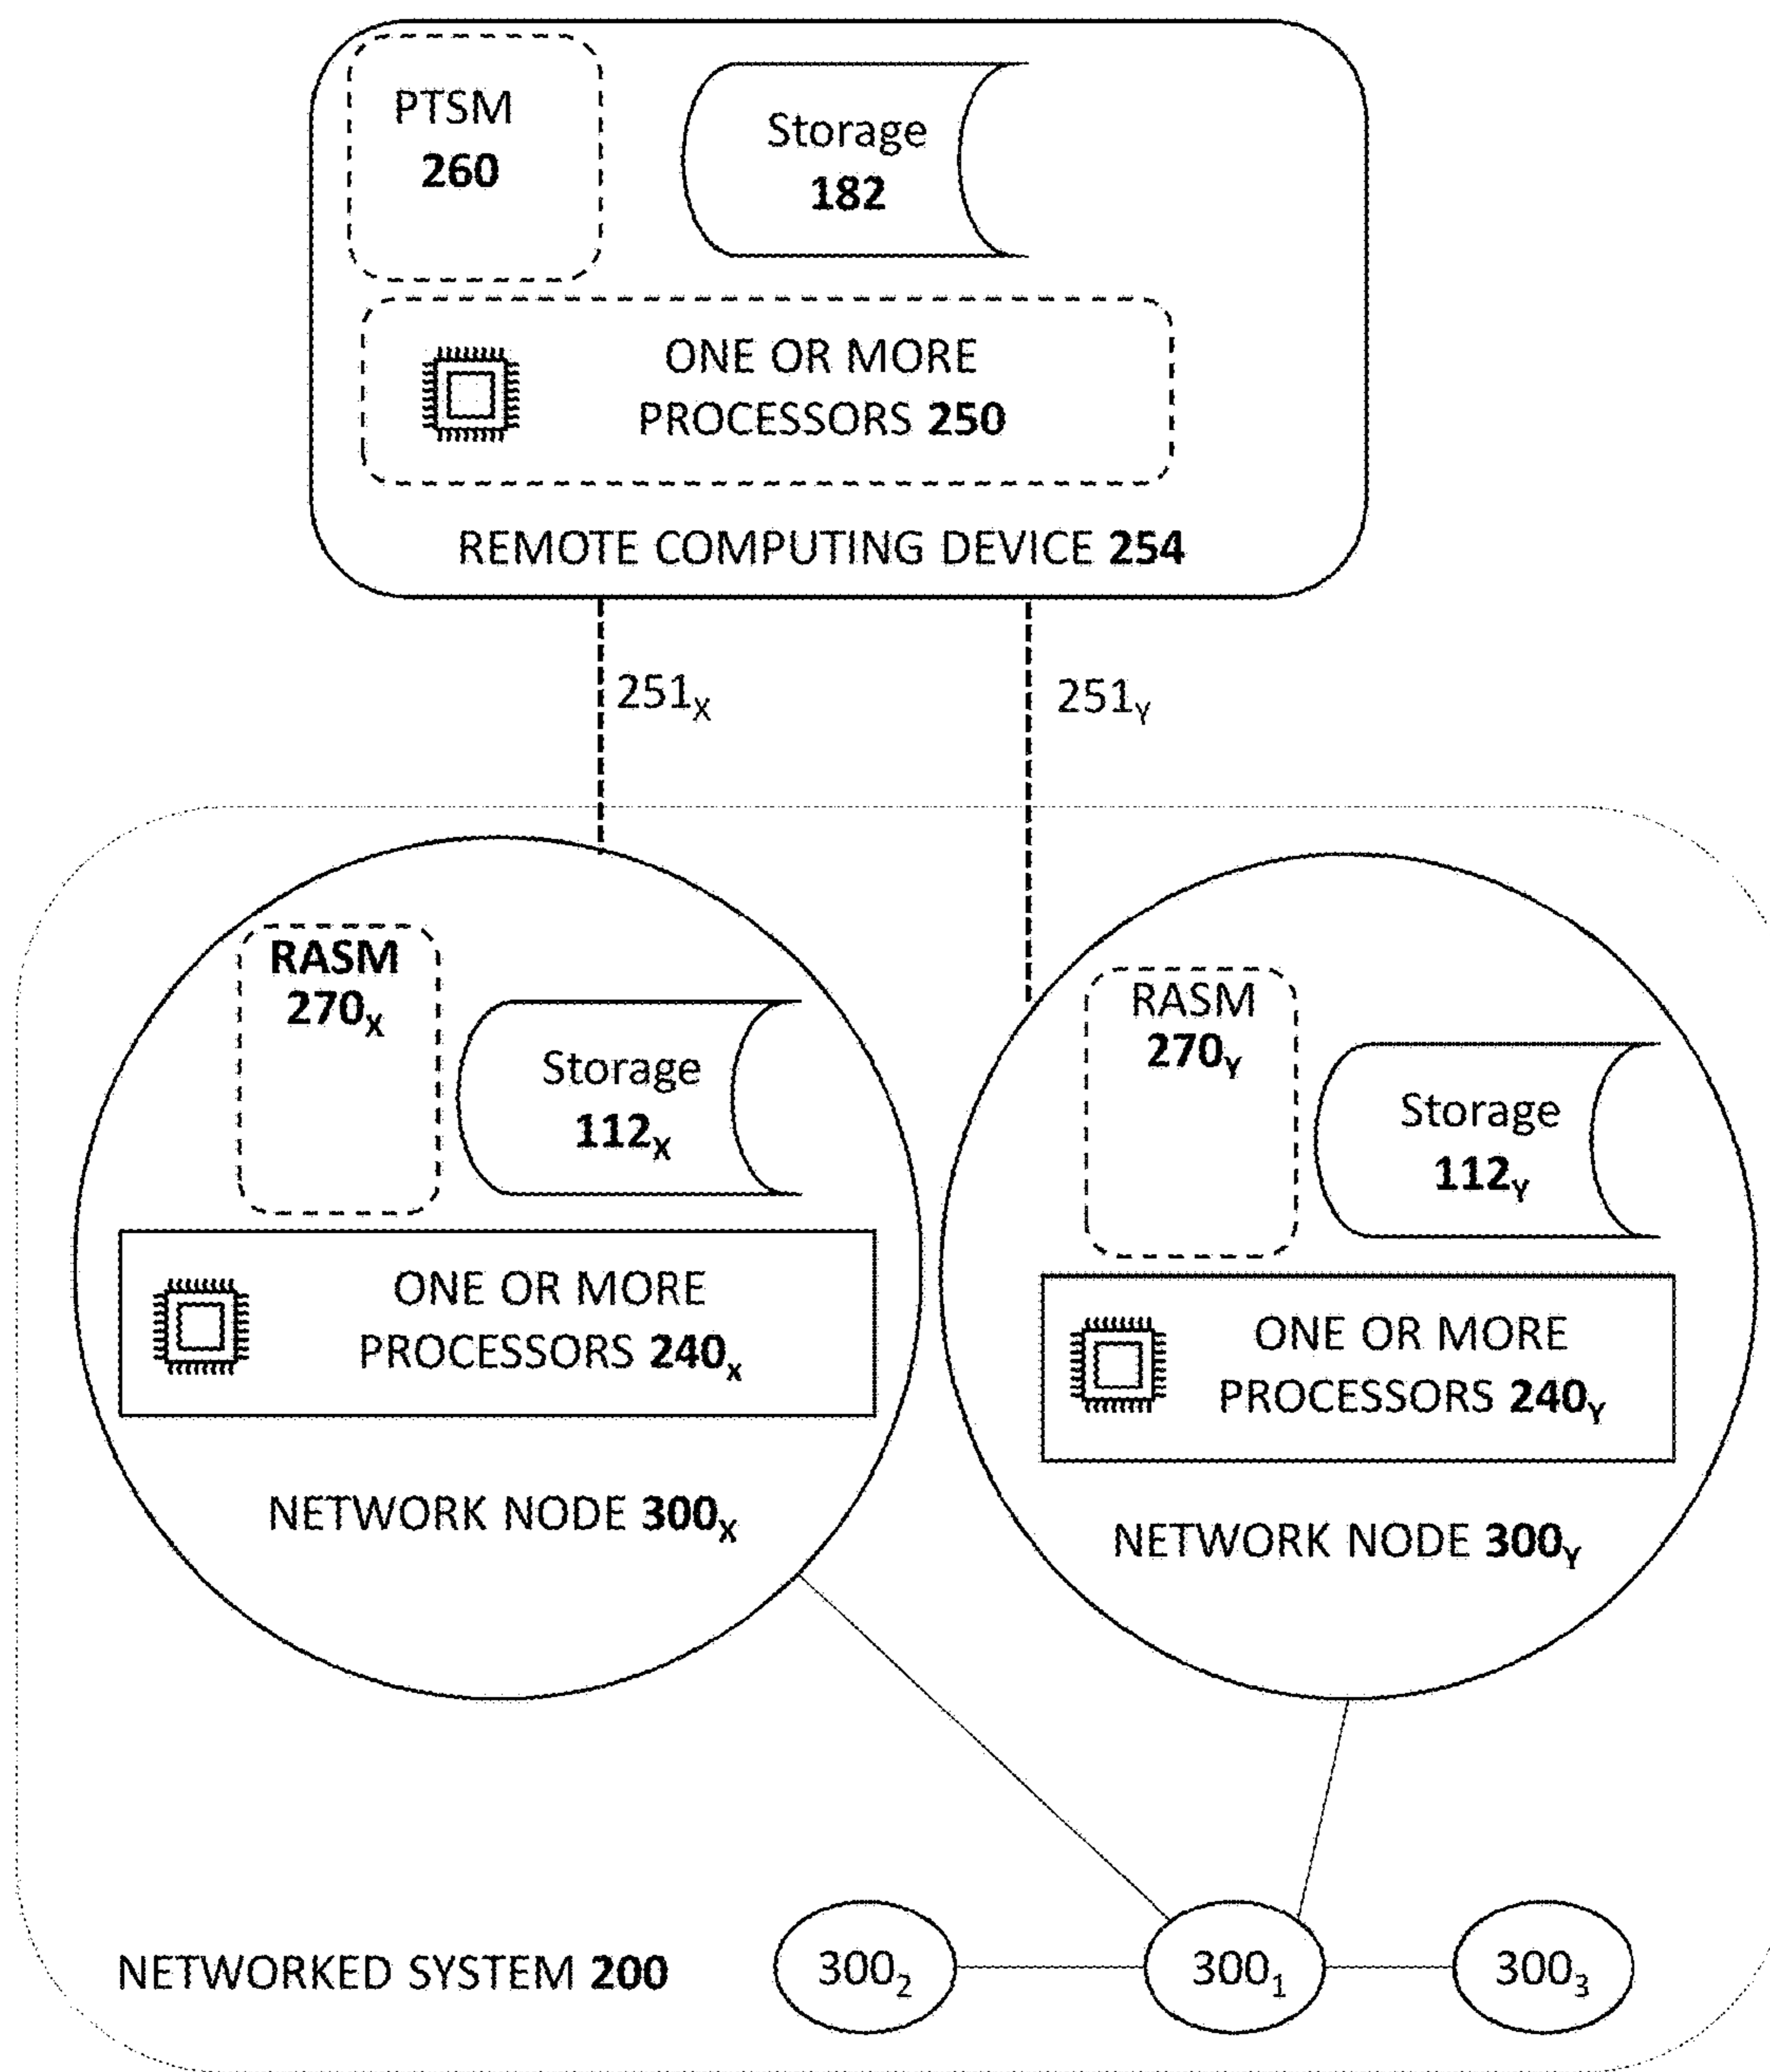 PTSM
260
Storage
182
ONE OR MORE
PROCESSORS 250
REMOTE COMPUTING DEVICE 254
251X
251Y
RASM
270X
Storage
112X
ONE OR MORE
PROCESSORS 240X
NETWORK NODE 300X
RASM
270Y
Storage
112Y
ONE OR MORE
PROCESSORS 240Y
NETWORK NODE 300Y
NETWORKED SYSTEM 200
300₂
300₁
300₃